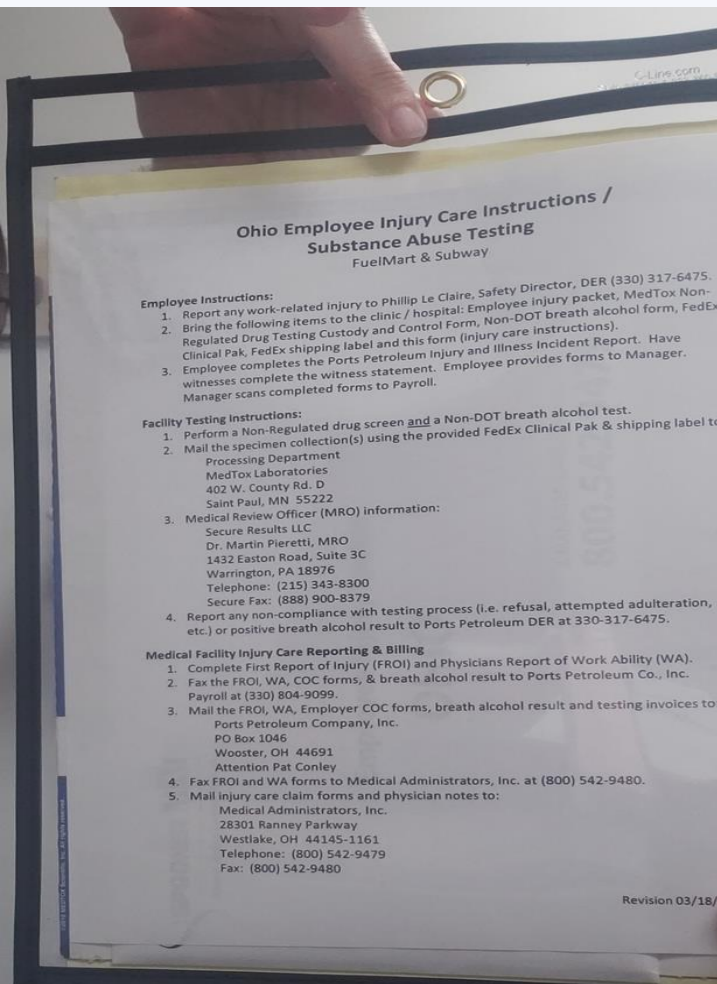 C-Line.com
Ohio Employee Injury Care Instructions /
Substance Abuse Testing
FuelMart & Subway
Employee Instructions:
1. Report any work-related injury to Phillip Le Claire, Safety Director, DER (330) 317-6475.
2. Bring the following items to the clinic / hospital: Employee injury packet, MedTox Non-
Regulated Drug Testing Custody and Control Form, Non-DOT breath alcohol form, FedEx
Clinical Pak, FedEx shipping label and this form (injury care instructions).
3. Employee completes the Ports Petroleum Injury and Illness Incident Report. Have
witnesses complete the witness statement. Employee provides forms to Manager.
Manager scans completed forms to Payroll.
Facility Testing Instructions:
1. Perform a Non-Regulated drug screen and a Non-DOT breath alcohol test.
2. Mail the specimen collection(s) using the provided FedEx Clinical Pak & shipping label to
Processing Department
MedTox Laboratories
402 W. County Rd. D
Saint Paul, MN 55222
3. Medical Review Officer (MRO) information:
Secure Results LLC
Dr. Martin Pieretti, MRO
1432 Easton Road, Suite 3C
Warrington, PA 18976
Telephone: (215) 343-8300
Secure Fax: (888) 900-8379
4. Report any non-compliance with testing process (i.e. refusal, attempted adulteration,
etc.) or positive breath alcohol result to Ports Petroleum DER at 330-317-6475.
Medical Facility Injury Care Reporting & Billing
1. Complete First Report of Injury (FROI) and Physicians Report of Work Ability (WA).
2. Fax the FROI, WA, COC forms, & breath alcohol result to Ports Petroleum Co., Inc.
Payroll at (330) 804-9099.
3. Mail the FROI, WA, Employer COC forms, breath alcohol result and testing invoices to
Ports Petroleum Company, Inc.
PO Box 1046
Wooster, OH 44691
Attention Pat Conley
4. Fax FROI and WA forms to Medical Administrators, Inc. at (800) 542-9480.
5. Mail injury care claim forms and physician notes to:
Medical Administrators, Inc.
28301 Ranney Parkway
Westlake, OH 44145-1161
Telephone: (800) 542-9479
Fax: (800) 542-9480
Revision 03/18/